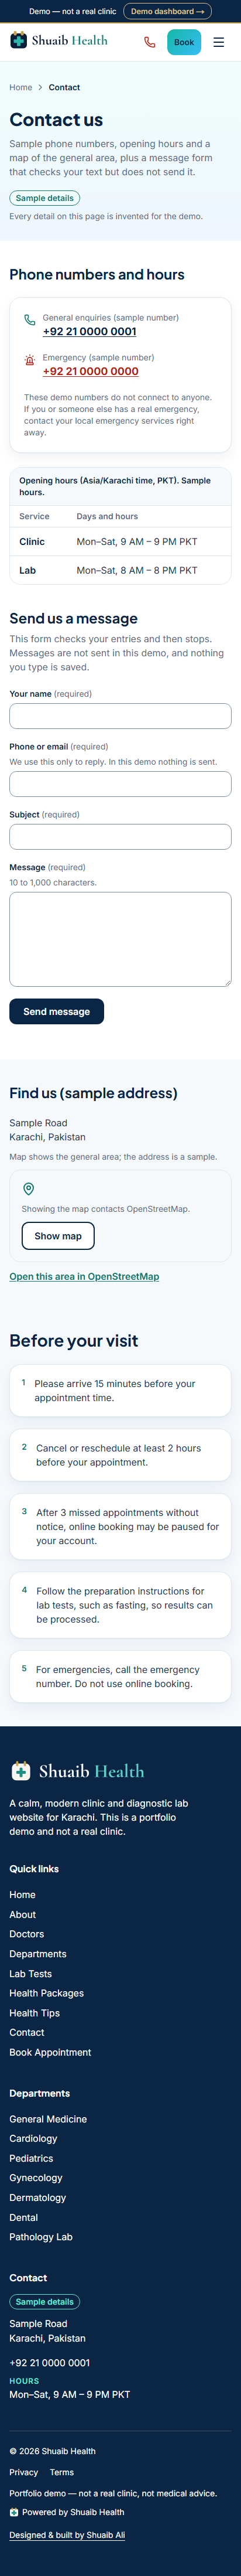 Demo — not a real clinic
Demo dashboard →
Shuaib Health
Book
Home > Contact
Contact us
Sample phone numbers, opening hours and a
map of the general area, plus a message form
that checks your text but does not send it.
Sample details
Every detail on this page is invented for the demo.
Phone numbers and hours
General enquiries (sample number)
+92 21 0000 0001
Emergency (sample number)
+92 21 0000 0000
These demo numbers do not connect to anyone.
If you or someone else has a real emergency,
contact your local emergency services right
away.
Opening hours (Asia/Karachi time, PKT). Sample
hours.
Service Days and hours
Clinic Mon–Sat, 9 AM – 9 PM PKT
Lab Mon–Sat, 8 AM – 8 PM PKT
Send us a message
This form checks your entries and then stops.
Messages are not sent in this demo, and nothing
you type is saved.
Your name (required)
Phone or email (required)
We use this only to reply. In this demo nothing is sent.
Subject (required)
Message (required)
10 to 1,000 characters.
Send message
Find us (sample address)
Sample Road
Karachi, Pakistan
Map shows the general area; the address is a sample.
Showing the map contacts OpenStreetMap.
Show map
Open this area in OpenStreetMap
Before your visit
1 Please arrive 15 minutes before your
appointment time.
2 Cancel or reschedule at least 2 hours
before your appointment.
3 After 3 missed appointments without
notice, online booking may be paused for
your account.
4 Follow the preparation instructions for
lab tests, such as fasting, so results can
be processed.
5 For emergencies, call the emergency
number. Do not use online booking.
Shuaib Health
A calm, modern clinic and diagnostic lab
website for Karachi. This is a portfolio
demo and not a real clinic.
Quick links
Home
About
Doctors
Departments
Lab Tests
Health Packages
Health Tips
Contact
Book Appointment
Departments
General Medicine
Cardiology
Pediatrics
Gynecology
Dermatology
Dental
Pathology Lab
Contact
Sample details
Sample Road
Karachi, Pakistan
+92 21 0000 0001
HOURS
Mon–Sat, 9 AM – 9 PM PKT
© 2026 Shuaib Health
Privacy Terms
Portfolio demo — not a real clinic, not medical advice.
Powered by Shuaib Health
Designed & built by Shuaib Ali